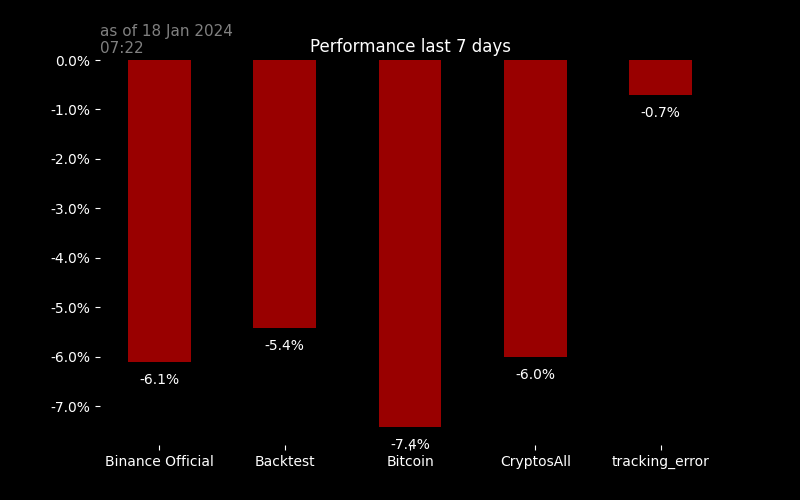 as of 18 Jan 2024
07:22
Performance last 7 days
0.0%
-1.0%
-2.0%
-3.0%
-4.0%
-5.0%
-6.0%
-7.0%
-6.1%
-5.4%
-7.4%
-6.0%
-0.7%
Binance Official
Backtest
Bitcoin
CryptosAll
tracking_error